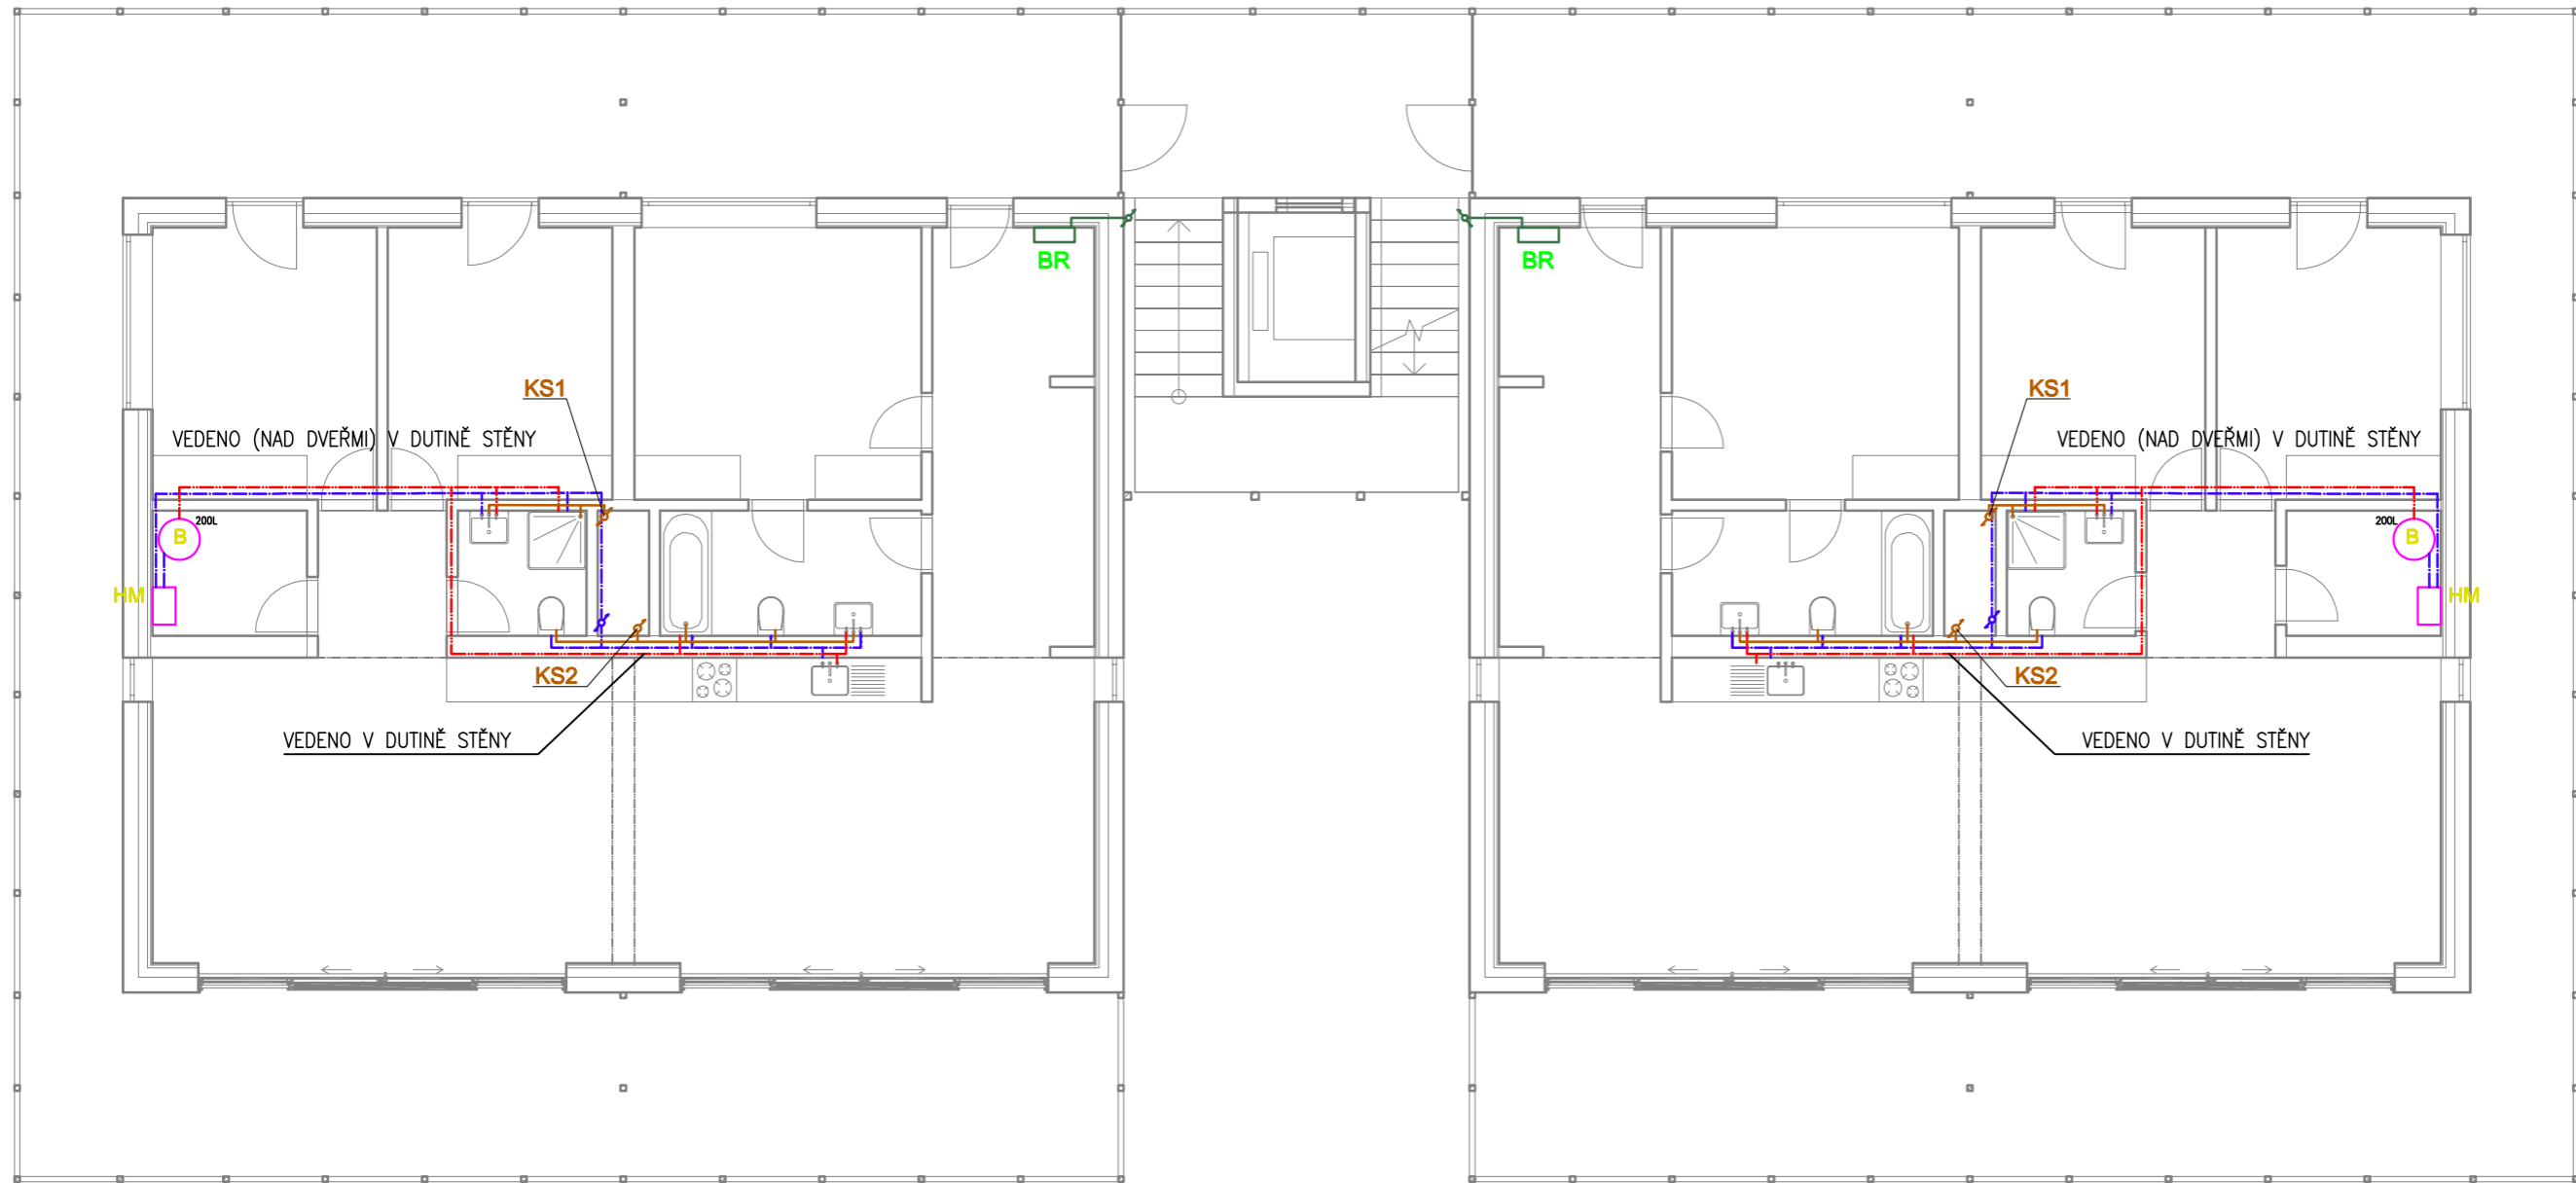 BR
BR
KS1
KS1
VEDENO (NAD DVEŘMI) V DUTINĚ STĚNY
VEDENO (NAD DVEŘMI) V DUTINĚ STĚNY
200L
200L
B
B
HM
HM
KS2
KS2
VEDENO V DUTINĚ STĚNY
VEDENO V DUTINĚ STĚNY